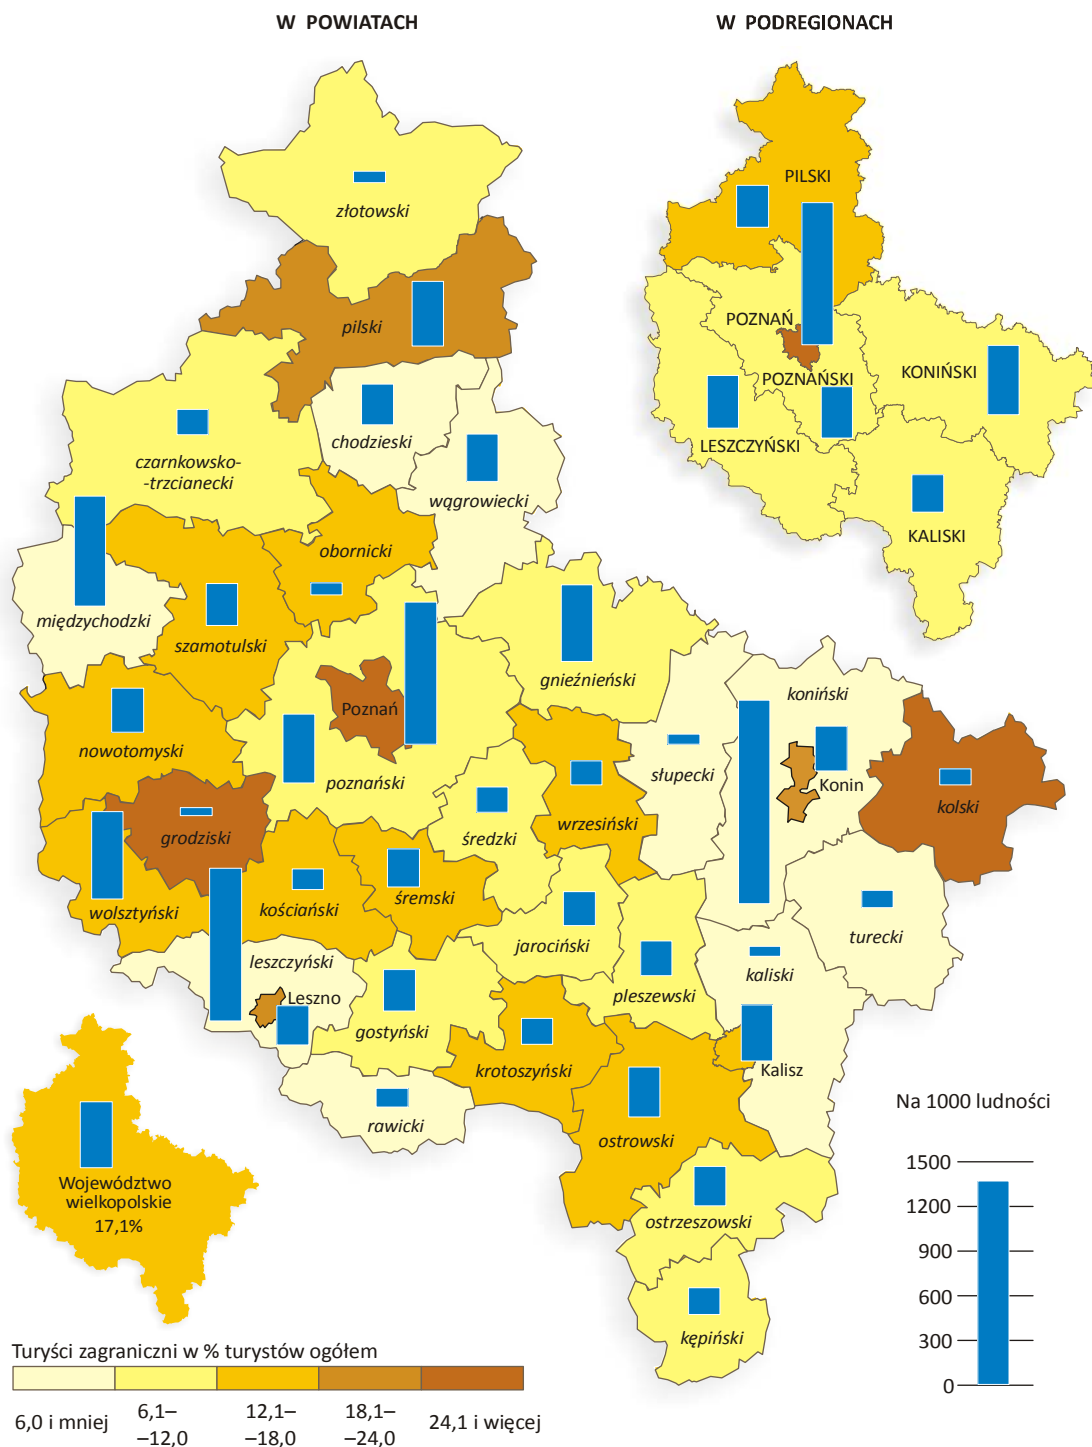 W POWIATACH
W PODREGIONACH
złotowski
pilski
czarnkowsko-
-trzcianecki
chodzieski
wągrowiecki
obornicki
międzychodzki
szamotulski
gnieźnieński
Poznań
nowotomyski
poznański
koniński
słupecki
Konin
kolski
grodziski
średzki
wrzesiński
wolsztyński
kościański
śremski
jarociński
turecki
leszczyński
Leszno
gostyński
pleszewski
kaliski
krotoszyński
Kalisz
rawicki
ostrowski
ostrzeszowski
kępiński
PILSKI
POZNAŃ
POZNAŃSKI
KONIŃSKI
LESZCZYŃSKI
KALISKI
Województwo
wielkopolskie
17,1%
Na 1000 ludności
1500
1200
900
600
300
0
Turyści zagraniczni w % turystów ogółem
6,0 i mniej
6,1–
–12,0
12,1–
–18,0
18,1–
–24,0
24,1 i więcej